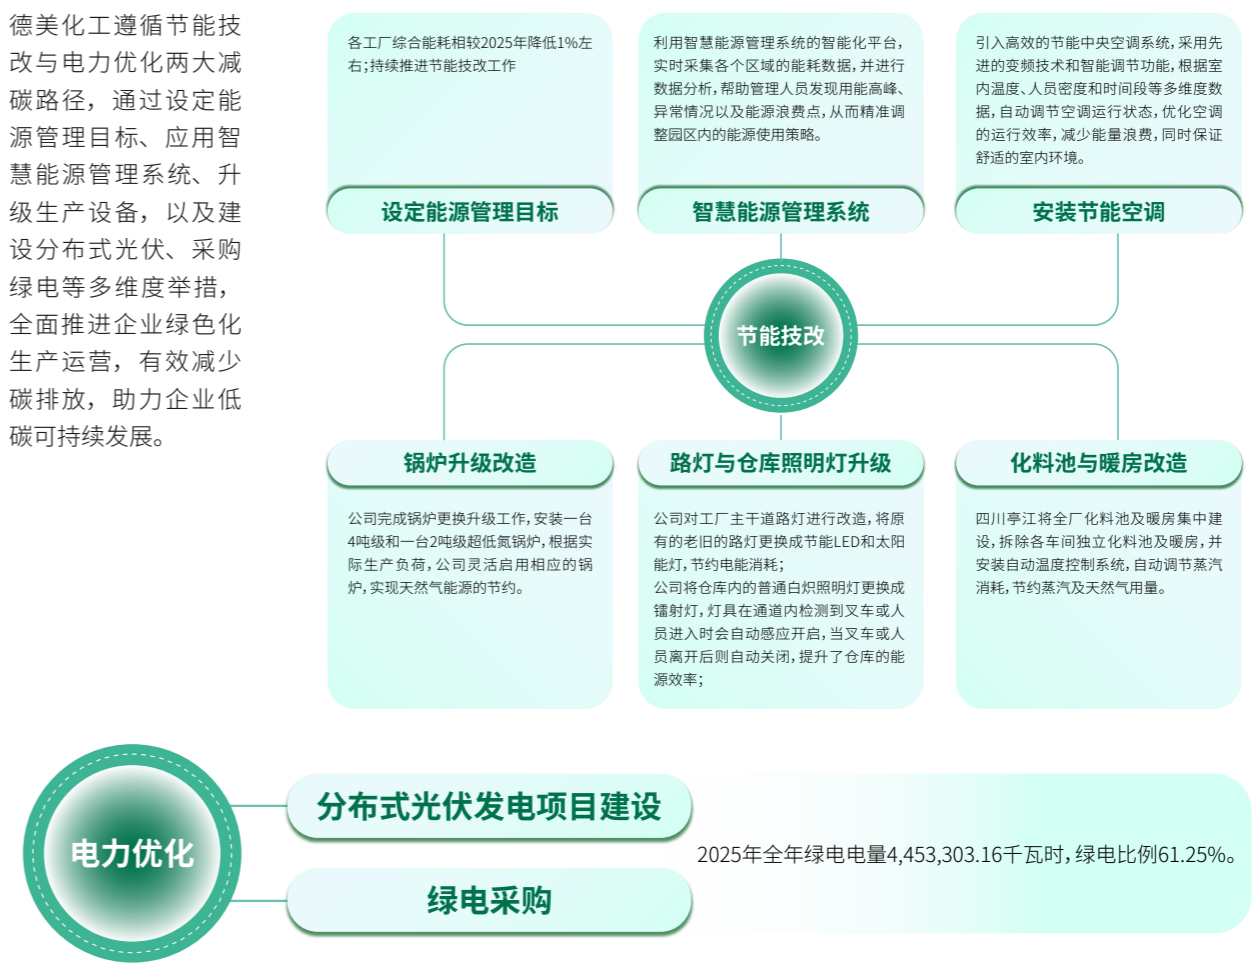 德美化工遵循节能技
改与电力优化两大减
碳路径，通过设定能
源管理目标、应用智
慧能源管理系统、升
级生产设备，以及建
设分布式光伏、采购
绿电等多维度举措，
全面推进企业绿色化
生产运营，有效减少
碳排放，助力企业低
碳可持续发展。
各工厂综合能耗相较2025年降低1%左
右；持续推进节能技改工作
设定能源管理目标
利用智慧能源管理系统的智能化平台，
实时采集各个区域的能耗数据，并进行
数据分析，帮助管理人员发现用能高峰、
异常情况以及能源浪费点，从而精准调
整园区内的能源使用策略。
智慧能源管理系统
引入高效的节能中央空调系统，采用先
进的变频技术和智能调节功能，根据室
内温度、人员密度和时间段等多维度数
据，自动调节空调运行状态，优化空调
的运行效率，减少能量浪费，同时保证
舒适的室内环境。
安装节能空调
节能技改
锅炉升级改造
公司完成锅炉更换升级工作，安装一台
4吨级和一台2吨级超低氮锅炉，根据实
际生产负荷，公司灵活启用相应的锅
炉，实现天然气能源的节约。
路灯与仓库照明灯升级
公司对工厂主干道路灯进行改造，将原
有的老旧的路灯更换成节能LED和太阳
能灯，节约电能消耗；
公司将仓库内的普通白炽照明灯更换成
镭射灯，灯具在通道内检测到叉车或人
员进入时会自动感应开启，当叉车或人
员离开后则自动关闭，提升了仓库的能
源效率；
化料池与暖房改造
四川亭江将全厂化料池及暖房集中建
设，拆除各车间独立化料池及暖房，并
安装自动温度控制系统，自动调节蒸汽
消耗，节约蒸汽及天然气用量。
电力优化
分布式光伏发电项目建设
绿电采购
2025年全年绿电电量4,453,303.16千瓦时，绿电比例61.25%。